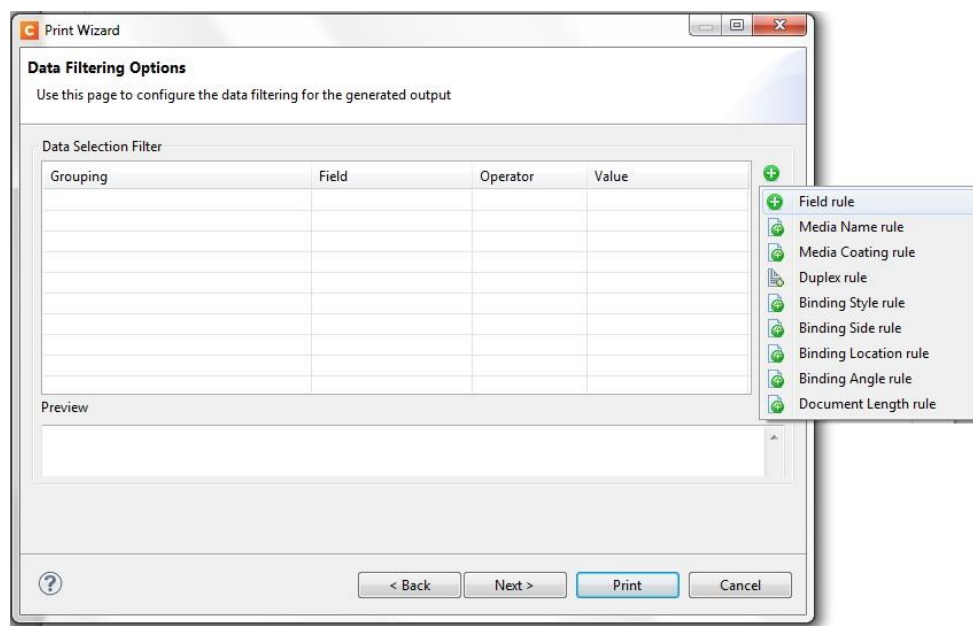 C Print Wizard
Data Filtering Options
Use this page to configure the data filtering for the generated output
Data Selection Filter
Grouping Field Operator Value
Field rule
Media Name rule
Media Coating rule
Duplex rule
Binding Style rule
Binding Side rule
Binding Location rule
Binding Angle rule
Document Length rule
Preview
? < Back Next > Print Cancel